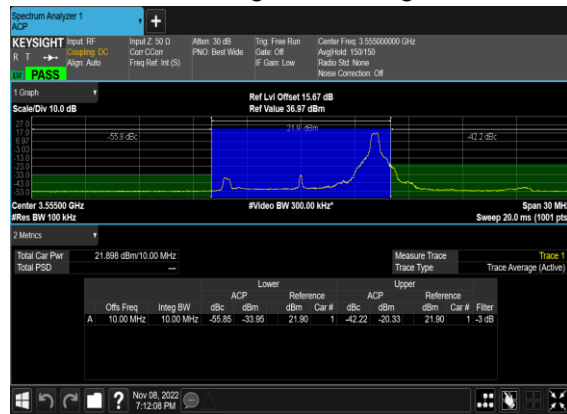 Spectrum Analyzer 1
ACP
+
KEYSIGHT Input: RF Input Z: 50 Ω Atten: 30 dB Trig: Free Run Center Freq: 3.555000000 GHz
R T Coupling: DC Corr CCorr PNO: Best Wide Gate: Off Avg|Hold: 150/150
Align: Auto Freq Ref: Int (S) IF Gain: Low Radio Std: None
PASS Noise Correction: Off
1 Graph
Ref Lvl Offset 15.67 dB
Scale/Div 10.0 dB Ref Value 36.97 dBm
27.0
17.0
6.97
-3.03
-13.0
-23.0
-33.0
-43.0
-53.0
-55.8 dBc 21.9 dBm -42.2 dBc
Center 3.55500 GHz #Video BW 300.00 kHz* Span 30 MHz
#Res BW 100 kHz Sweep 20.0 ms (1001 pts
2 Metrics
Total Car Pwr 21.898 dBm/10.00 MHz Measure Trace Trace 1
Total PSD --- Trace Type Trace Average (Active)
Lower Upper
ACP Reference ACP Reference
Offs Freq Integ BW dBc dBm dBm Car # dBc dBm dBm Car # Filter
A 10.00 MHz 10.00 MHz -55.85 -33.95 21.90 1 -42.22 -20.33 21.90 1 -3 dB
? Nov 08, 2022
7:12:08 PM